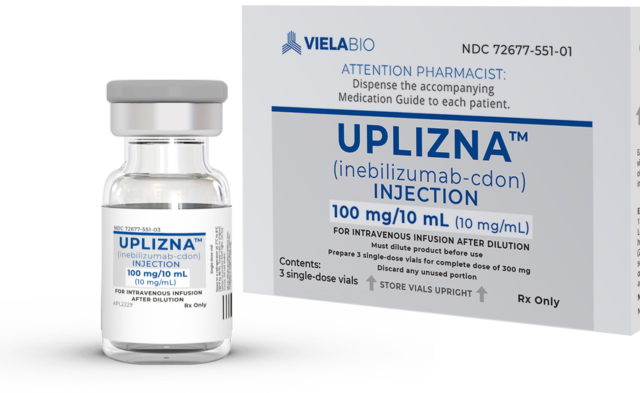 VIELABIO
NDC 72677-551-01
ATTENTION PHARMACIST:
Dispense the accompanying
Medication Guide to each patient.
UPLIZNA™
(inebilizumab-cdon)
INJECTION
100 mg/10 mL (10 mg/mL)
FOR INTRAVENOUS INFUSION AFTER DILUTION
Must dilute product before use
Prepare 3 single-dose vials for complete dose of 300 mg
Discard any unused portion
Contents:
3 single-dose vials
STORE VIALS UPRIGHT
Rx Only
NDC 72677-551-03
UPLIZNA™
(inebilizumab-cdon)
INJECTION
100 mg/10 mL
(10 mg/mL)
FOR INTRAVENOUS INFUSION
AFTER DILUTION
Rx Only